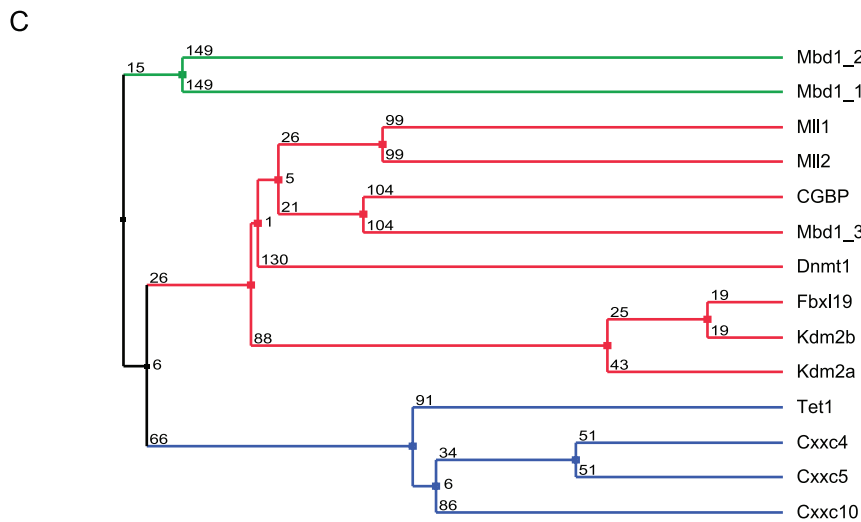 C
149
Mbd1_2
15
149
Mbd1_1
99
Mll1
26
99
Mll2
5
104
CGBP
21
104
Mbd1_3
1
130
Dnmt1
26
19
Fbxl19
25
19
Kdm2b
88
43
Kdm2a
6
91
Tet1
66
51
Cxxc4
34
51
Cxxc5
6
86
Cxxc10